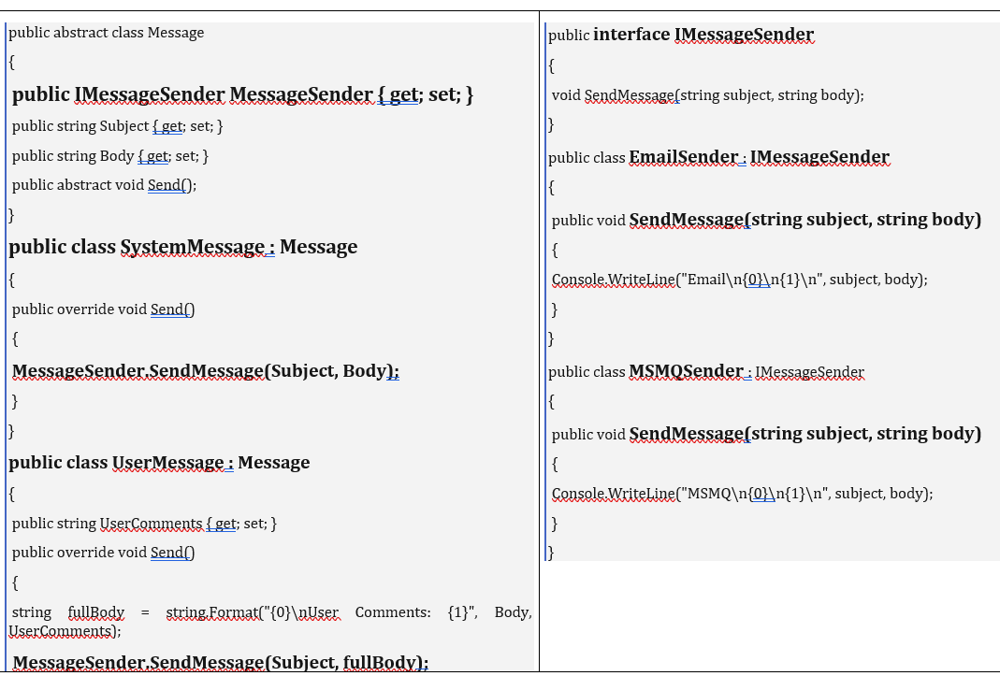 public abstract class Message
{
public IMessageSender MessageSender { get; set; }
public string Subject { get; set; }
public string Body { get; set; }
public abstract void Send();
}
public class SystemMessage : Message
{
public override void Send()
{
MessageSender.SendMessage(Subject, Body);
}
}
public class UserMessage : Message
{
public string UserComments { get; set; }
public override void Send()
{
string fullBody = string.Format("{0}\nUser Comments: {1}", Body,
UserComments);
MessageSender.SendMessage(Subject, fullBody);
public interface IMessageSender
{
void SendMessage(string subject, string body);
}
public class EmailSender : IMessageSender
{
public void SendMessage(string subject, string body)
{
Console.WriteLine("Email\n{0}\n{1}\n", subject, body);
}
}
public class MSMQSender : IMessageSender
{
public void SendMessage(string subject, string body)
{
Console.WriteLine("MSMQ\n{0}\n{1}\n", subject, body);
}
}